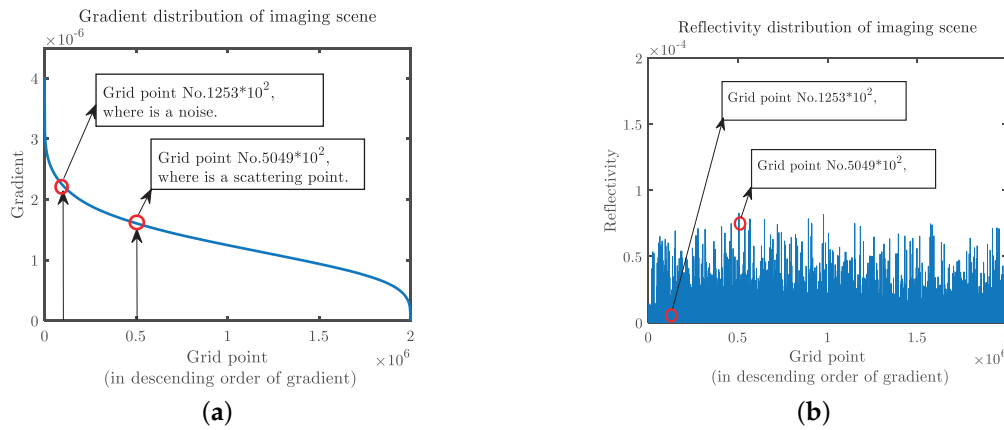 Gradient distribution of imaging scene
×10^-6
4
3
2
1
0
Gradient
Grid point No.1253*10^2,
where is a noise.
Grid point No.5049*10^2,
where is a scattering point.
0
0.5
1
1.5
2
×10^6
Grid point
(in descending order of gradient)
(a)
Reflectivity distribution of imaging scene
×10^-4
2
1.5
1
0.5
0
Reflectivity
Grid point No.1253*10^2,
Grid point No.5049*10^2,
0
0.5
1
1.5
2
×10^6
Grid point
(in descending order of gradient)
(b)